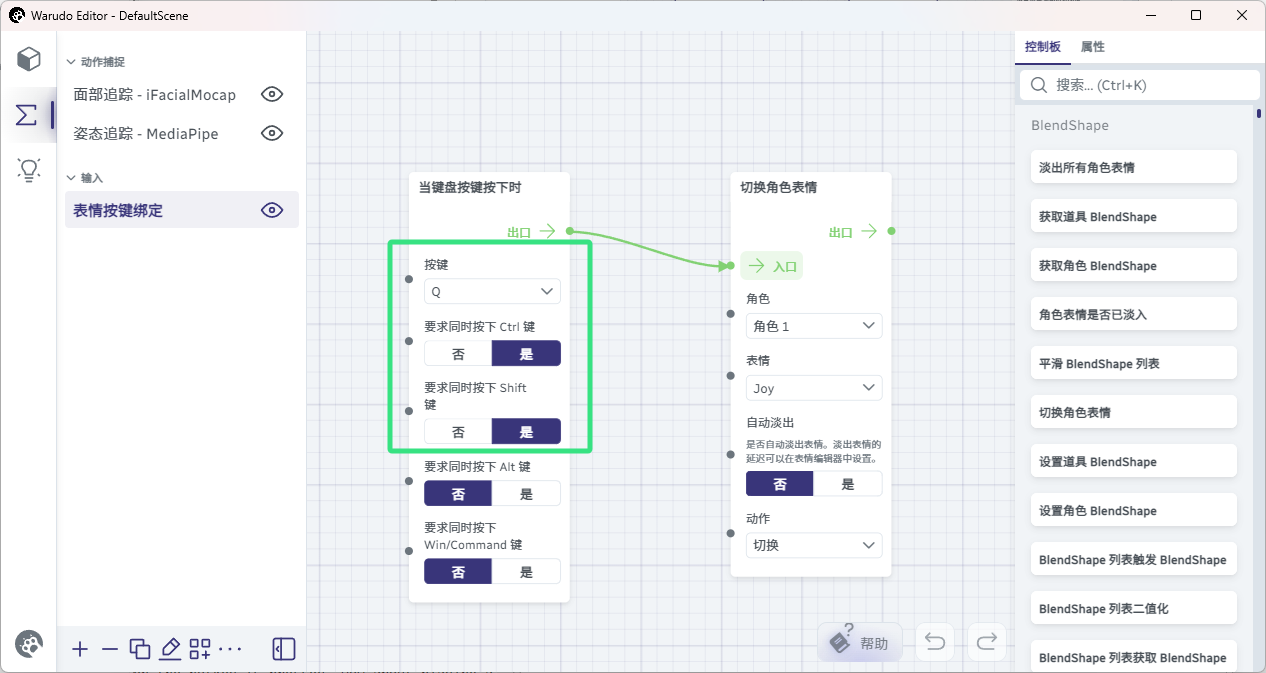 Warudo Editor - DefaultScene
动作捕捉
面部追踪 - iFacialMocap
姿态追踪 - MediaPipe
输入
表情按键绑定
当键盘按键按下时
出口
按键
Q
要求同时按下 Ctrl 键
否
是
要求同时按下 Shift
键
否
是
要求同时按下 Alt 键
否
是
要求同时按下
Win/Command 键
否
是
切换角色表情
出口
入口
角色
角色 1
表情
Joy
自动淡出
是否自动淡出表情。淡出表情的
延迟可以在表情编辑器中设置。
否
是
动作
切换
?
帮助
控制板
属性
搜索... (Ctrl+K)
BlendShape
淡出所有角色表情
获取道具 BlendShape
获取角色 BlendShape
角色表情是否已淡入
平滑 BlendShape 列表
切换角色表情
设置道具 BlendShape
设置角色 BlendShape
BlendShape 列表触发 BlendShape
BlendShape 列表二值化
BlendShape 列表获取 BlendShape